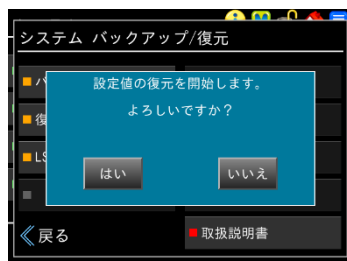 システム バックアップ/復元
設定値の復元を開始します。
よろしいですか？
復
LS
はい
いいえ
戻る
取扱説明書